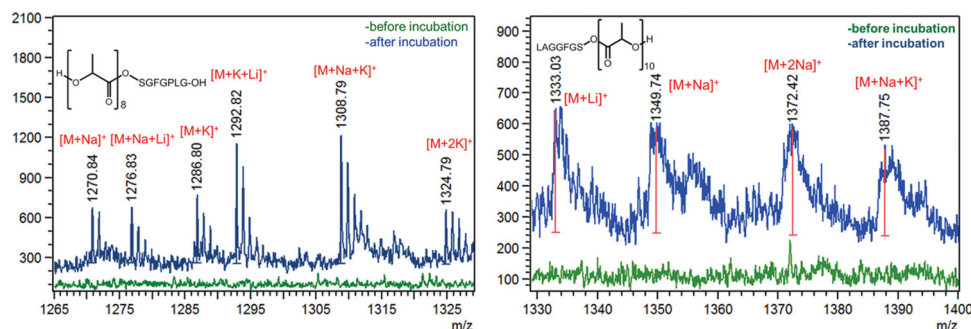 2100
1800
1500
1200
900
600
300
-before incubation
-after incubation
H
O
O
O
8
SGFGPLG-OH
[M+Na]⁺
1270.84
[M+Na+Li]⁺
1276.83
[M+K]⁺
1286.80
[M+K+Li]⁺
1292.82
[M+Na+K]⁺
1308.79
[M+2K]⁺
1324.79
1265 1275 1285 1295 1305 1315 1325
m/z
900
800
700
600
500
400
300
200
100
-before incubation
-after incubation
LAGGFGS
O
O
O
H
10
[M+Li]⁺
1333.03
[M+Na]⁺
1349.74
[M+2Na]⁺
1372.42
[M+Na+K]⁺
1387.75
1330 1340 1350 1360 1370 1380 1390 1400
m/z